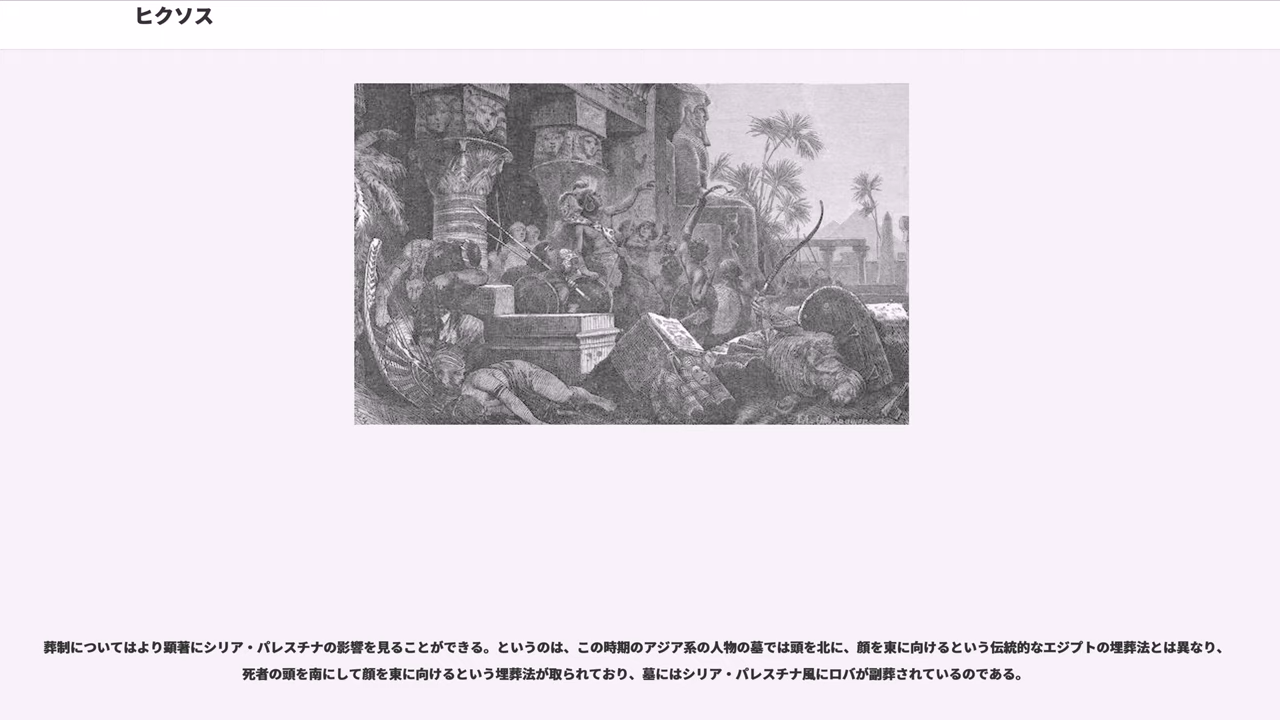 ヒクソス
葬制についてはより顕著にシリア・パレスチナの影響を見ることができる。というのは、この時期のアジア系の人物の墓では頭を北に、顔を東に向けるという伝統的なエジプトの埋葬法とは異なり、
死者の頭を南にして顔を東に向けるという埋葬法が取られており、墓にはシリア・パレスチナ風にロバが副葬されているのである。